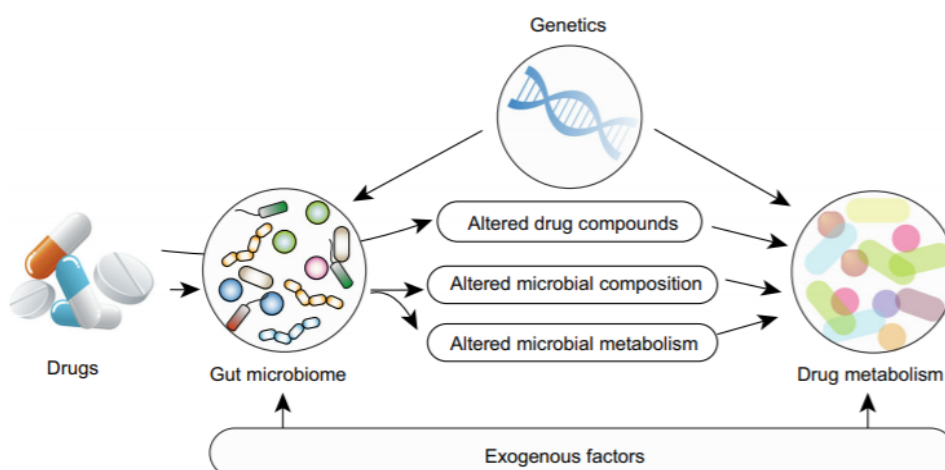 Genetics
Altered drug compounds
Altered microbial composition
Altered microbial metabolism
Drugs
Gut microbiome
Drug metabolism
Exogenous factors